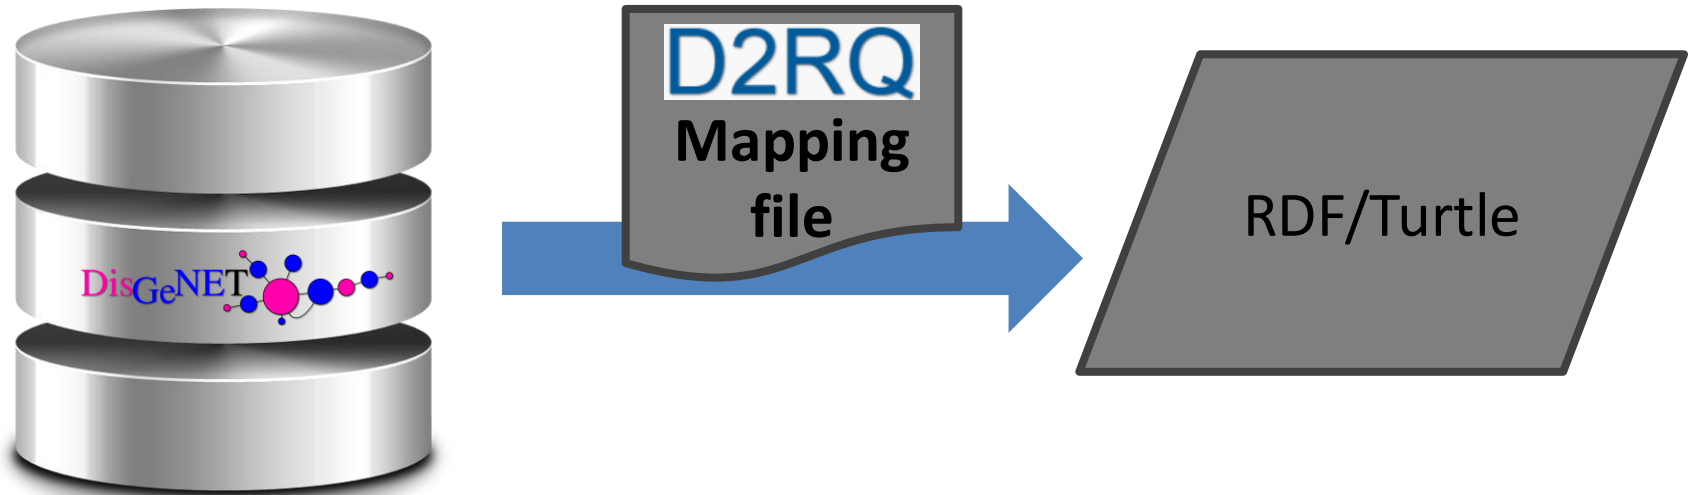 DisGeNET
D2RQ
Mapping
file
RDF/Turtle